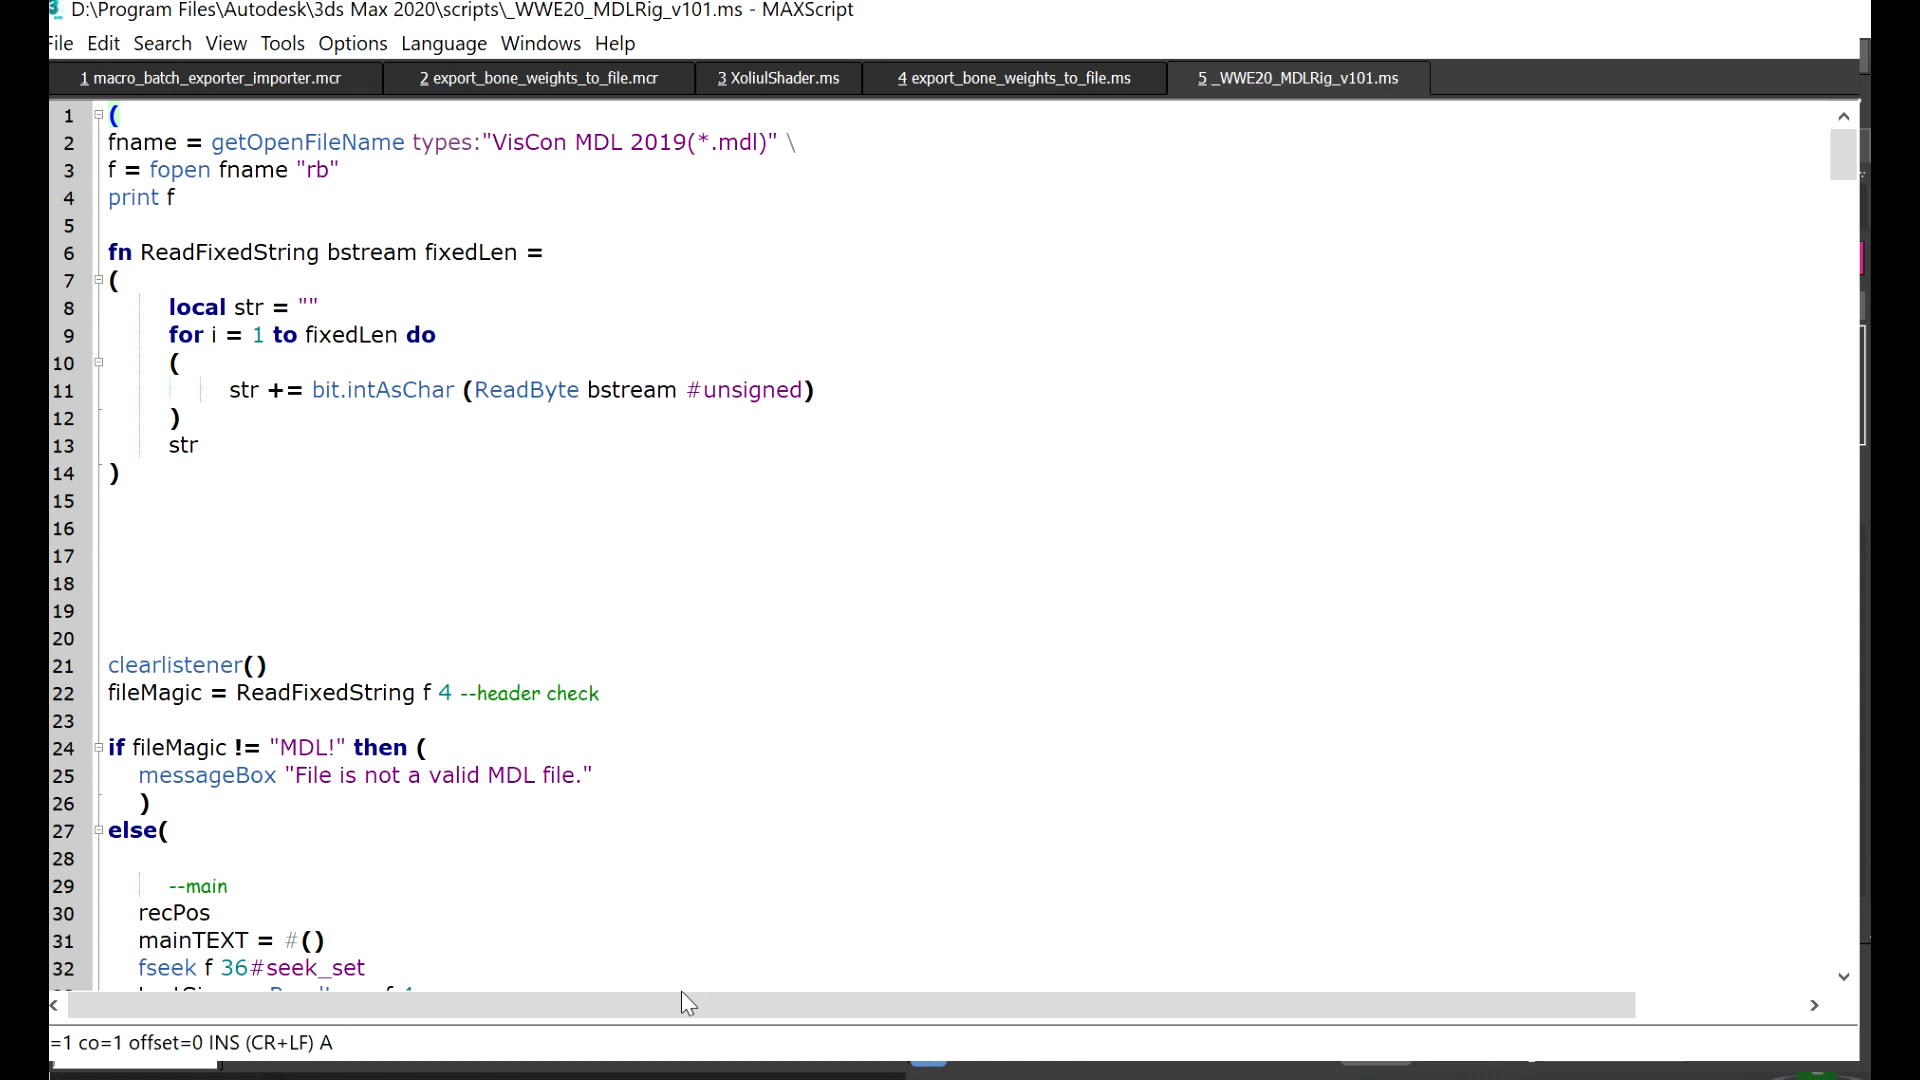 D:\Program Files\Autodesk\3ds Max 2020\scripts\_WWE20_MDLRig_v101.ms - MAXScript
File Edit Search View Tools Options Language Windows Help
1 macro_batch_exporter_importer.mcr 2 export_bone_weights_to_file.mcr 3 XoliulShader.ms 4 export_bone_weights_to_file.ms 5 _WWE20_MDLRig_v101.ms
1 (
2 fname = getOpenFileName types:"VisCon MDL 2019(*.mdl)" \
3 f = fopen fname "rb"
4 print f
5
6 fn ReadFixedString bstream fixedLen =
7 (
8 local str = ""
9 for i = 1 to fixedLen do
10 (
11 str += bit.intAsChar (ReadByte bstream #unsigned)
12 )
13 str
14 )
15
16
17
18
19
20
21 clearlistener()
22 fileMagic = ReadFixedString f 4 --header check
23
24 if fileMagic != "MDL!" then (
25 messageBox "File is not a valid MDL file."
26 )
27 else(
28
29 --main
30 recPos
31 mainTEXT = #()
32 fseek f 36#seek_set
=1 co=1 offset=0 INS (CR+LF) A